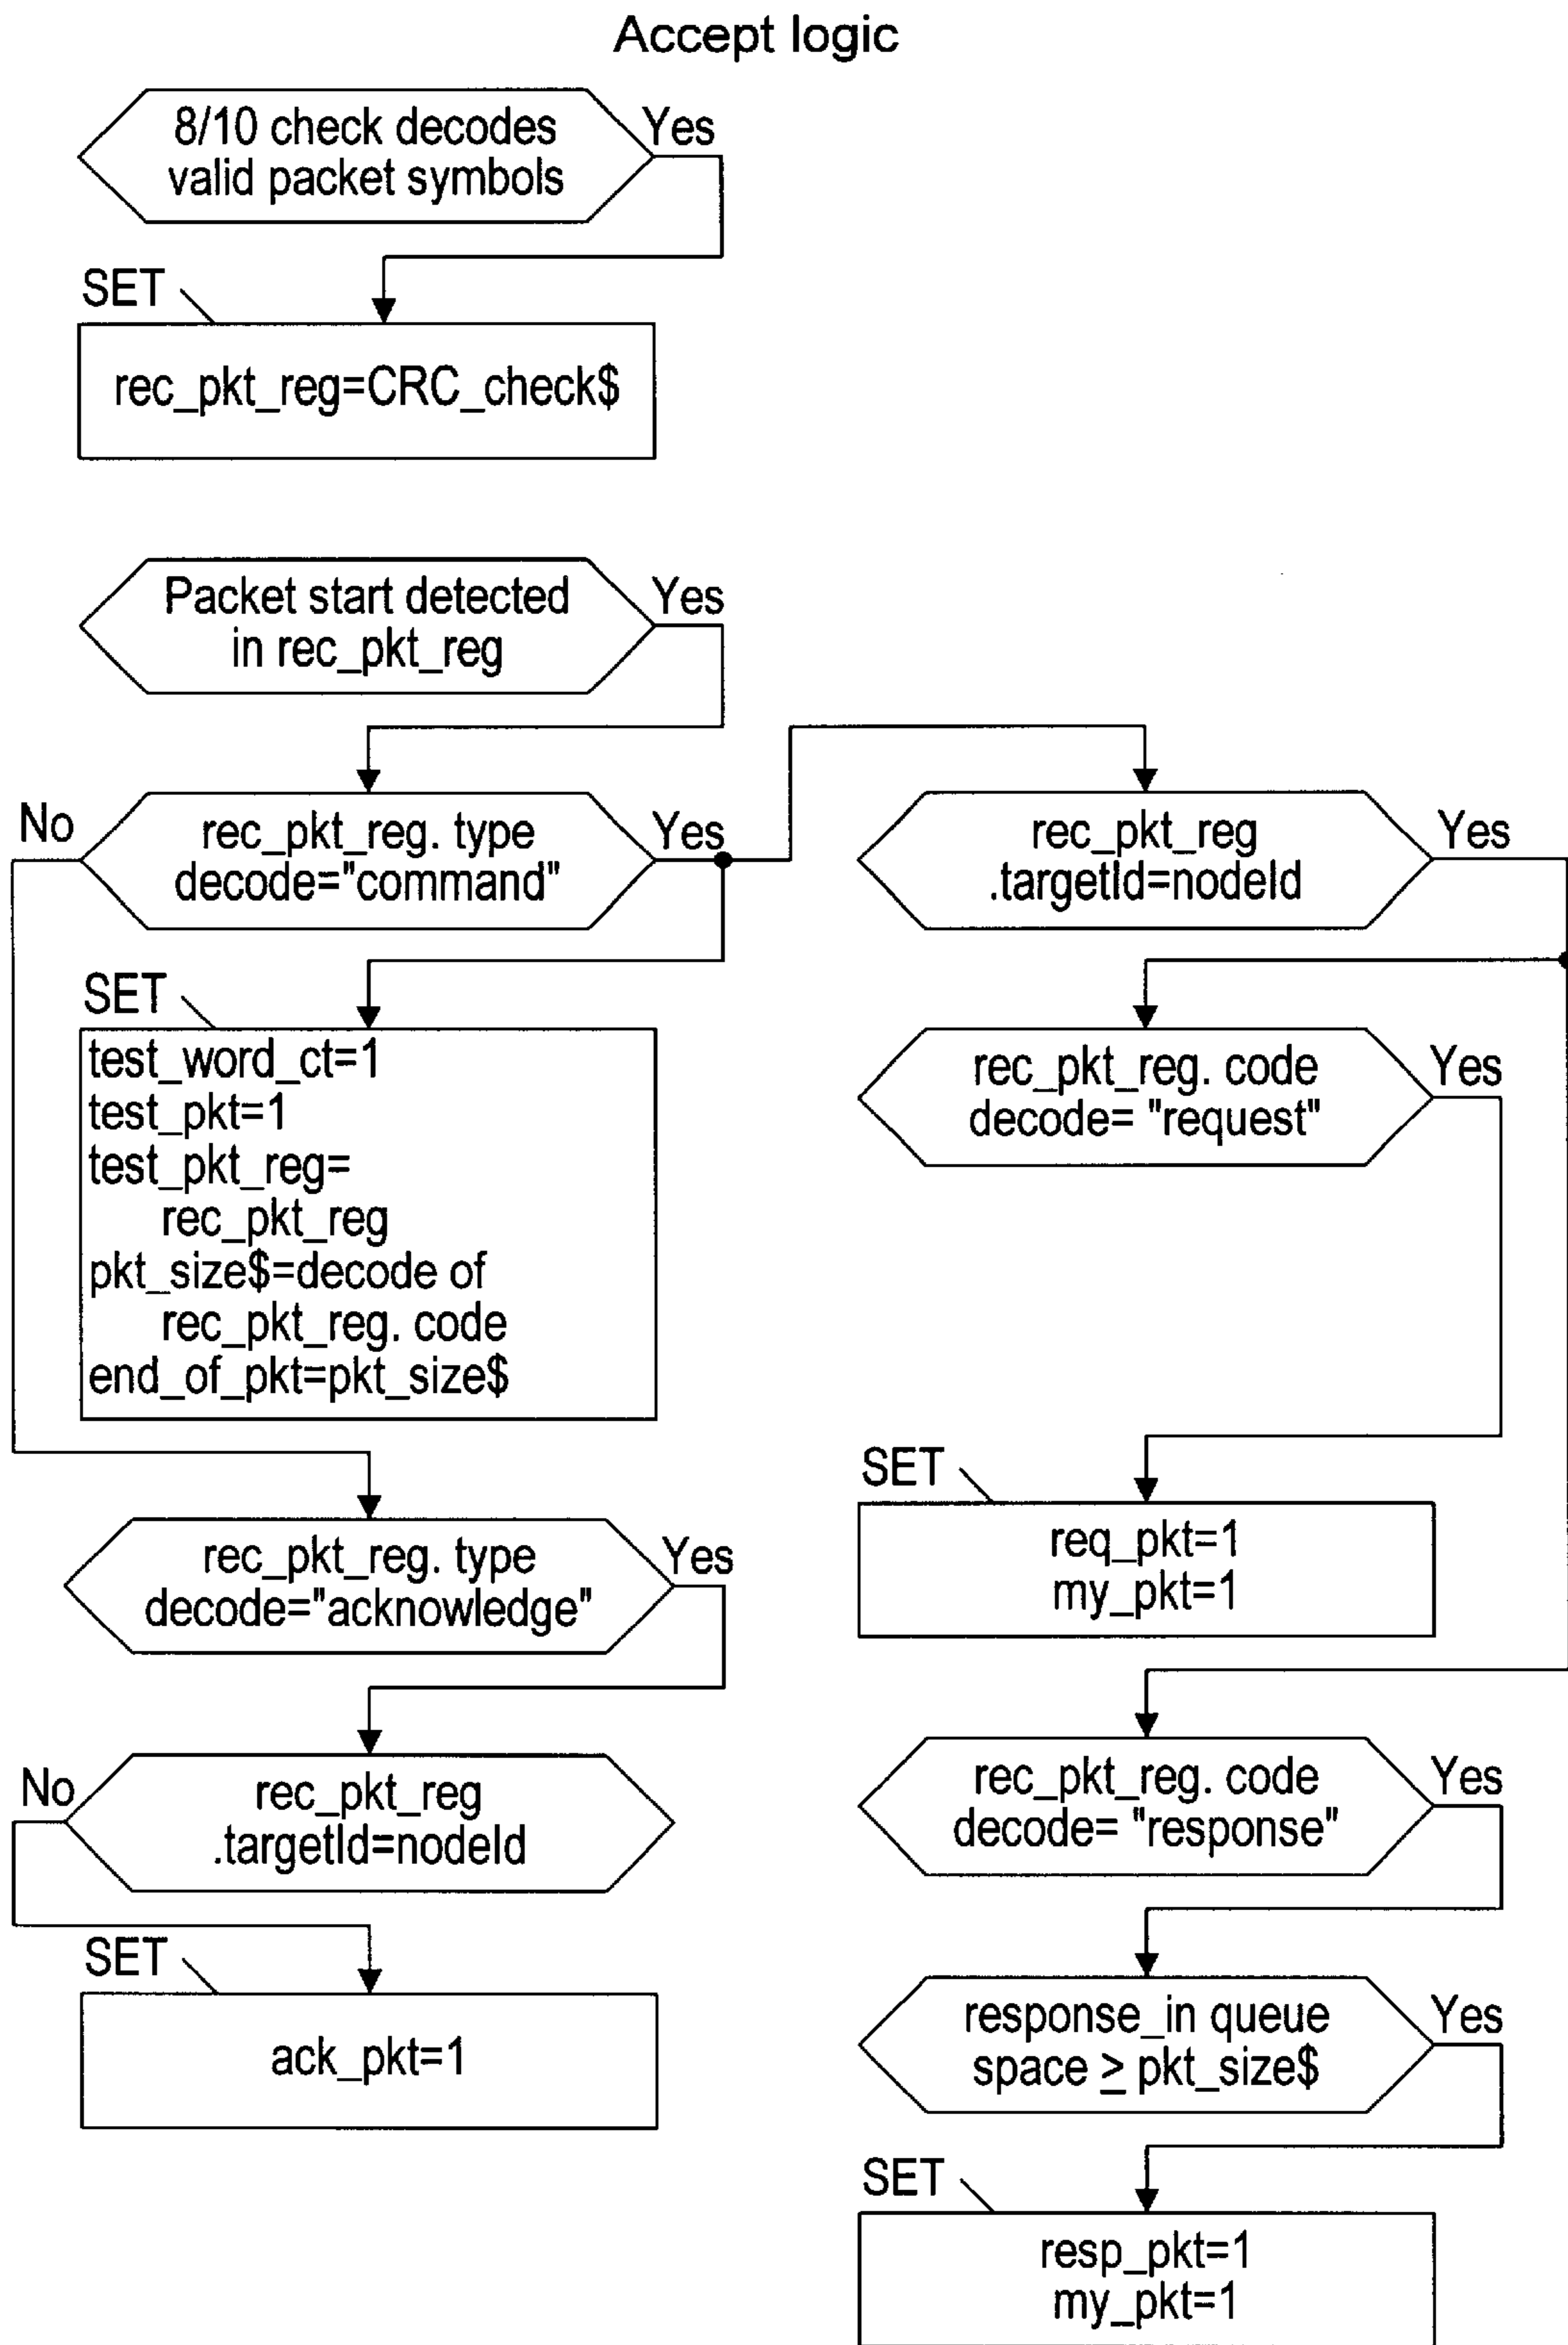 Accept logic
8/10 check decodes
valid packet symbols
Yes
SET
rec_pkt_reg=CRC_check$
Packet start detected
in rec_pkt_reg
Yes
No
rec_pkt_reg. type
decode="command"
Yes
SET
test_word_ct=1
test_pkt=1
test_pkt_reg=
rec_pkt_reg
pkt_size$=decode of
rec_pkt_reg. code
end_of_pkt=pkt_size$
rec_pkt_reg. type
decode="acknowledge"
Yes
No
rec_pkt_reg
.targetId=nodeId
SET
ack_pkt=1
rec_pkt_reg
.targetId=nodeId
Yes
rec_pkt_reg. code
decode= "request"
Yes
SET
req_pkt=1
my_pkt=1
rec_pkt_reg. code
decode= "response"
Yes
response_in queue
space ≥ pkt_size$
Yes
SET
resp_pkt=1
my_pkt=1